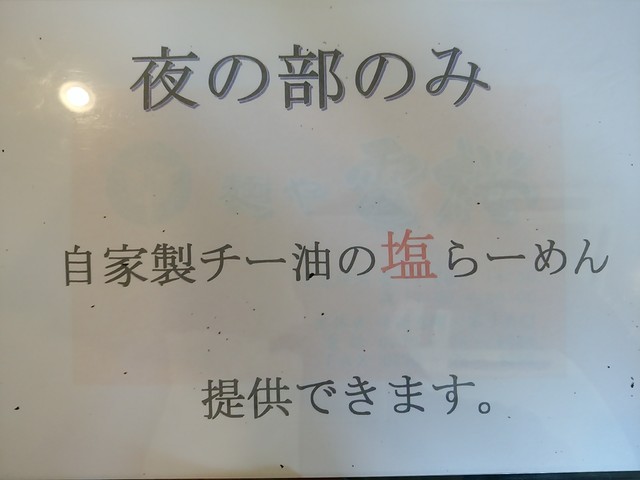 夜の部のみ
自家製チー油の塩らーめん
提供できます。